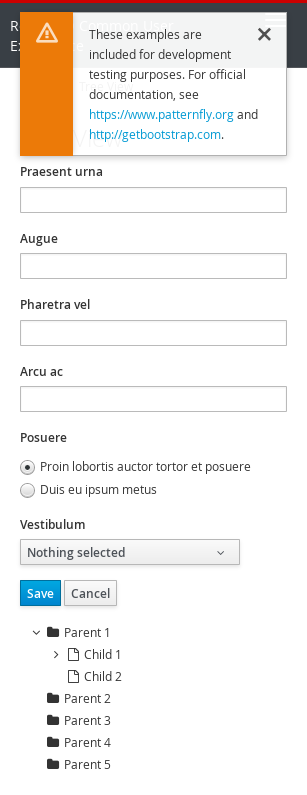 These examples are
included for development
testing purposes. For official
documentation, see
https://www.patternfly.org and
http://getbootstrap.com.
Praesent urna
Augue
Pharetra vel
Arcu ac
Posuere
Proin lobortis auctor tortor et posuere
Duis eu ipsum metus
Vestibulum
Nothing selected
Save Cancel
Parent 1
Child 1
Child 2
Parent 2
Parent 3
Parent 4
Parent 5